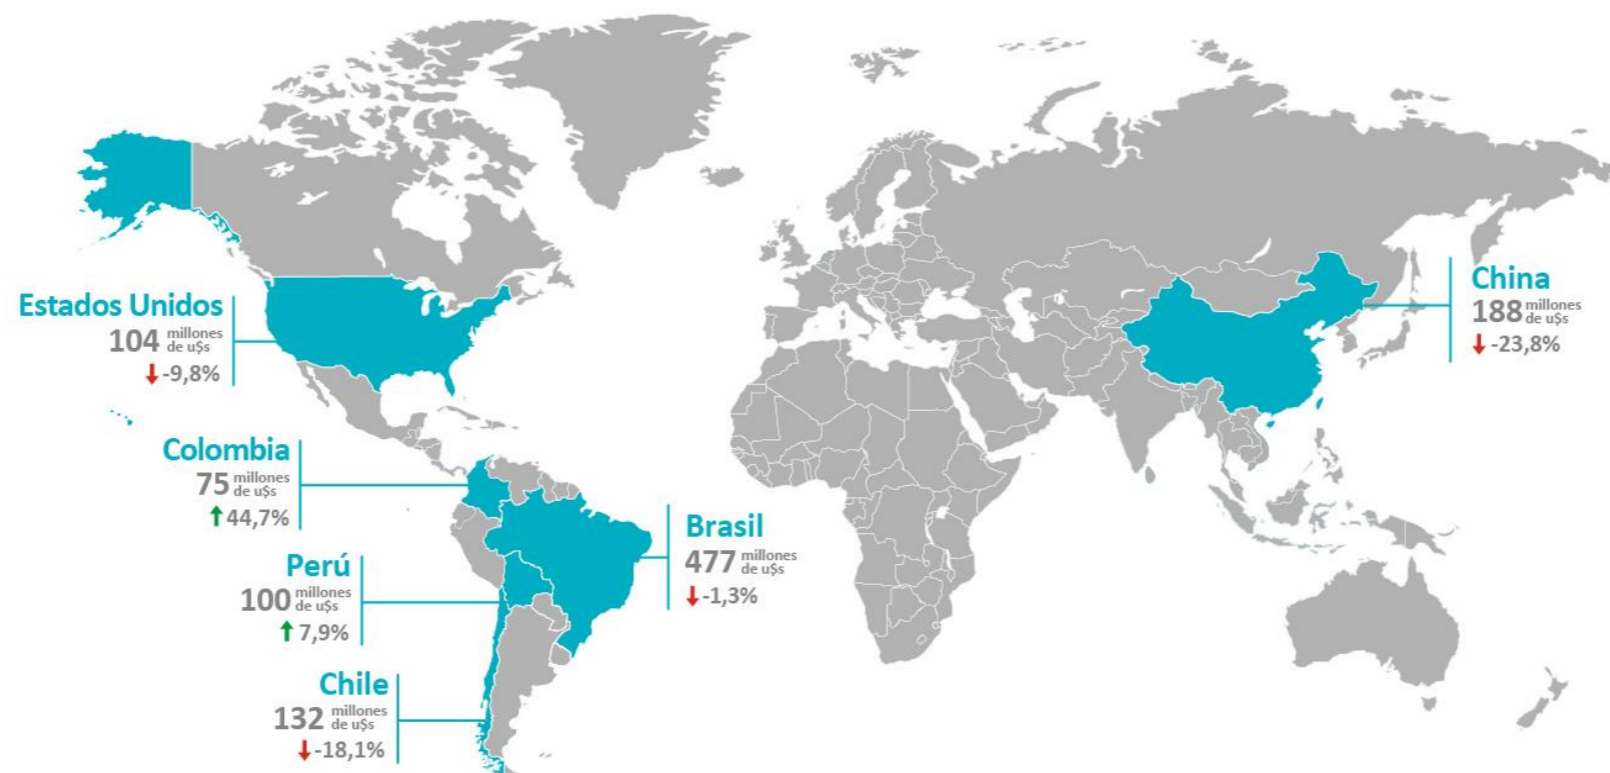 Estados Unidos
104 millones
de u$s
-9,8%
Colombia
75 millones
de u$s
44,7%
Perú
100 millones
de u$s
7,9%
Chile
132 millones
de u$s
-18,1%
Brasil
477 millones
de u$s
-1,3%
China
188 millones
de u$s
-23,8%